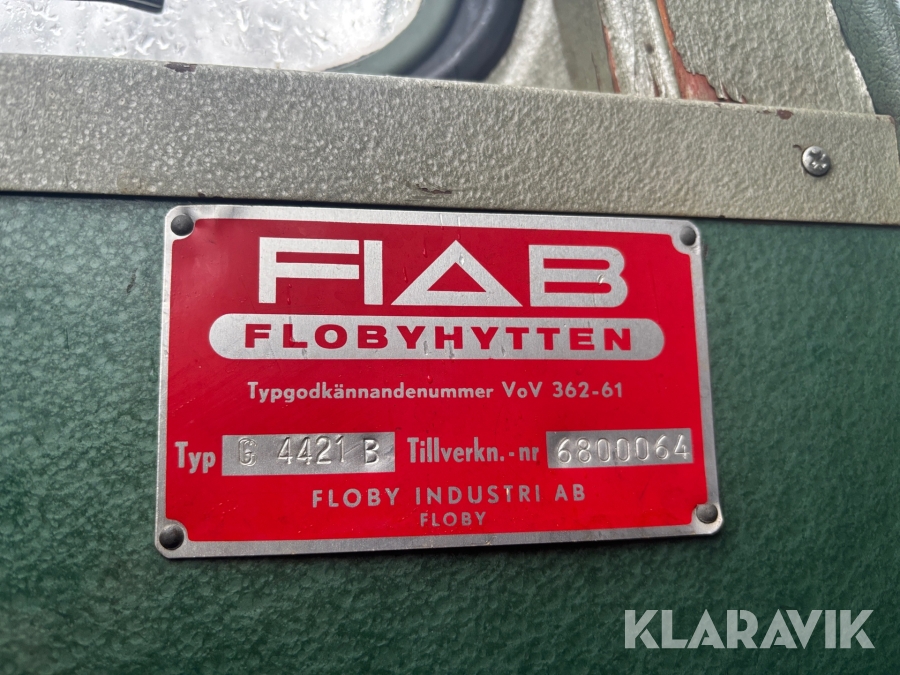 FIAB
FLOBYHYTTEN
Typgodkännandenummer VoV 362-61
Typ G 4421 B Tillverkn.-nr 6800064
FLOBY INDUSTRI AB
FLOBY
KLARAVIK